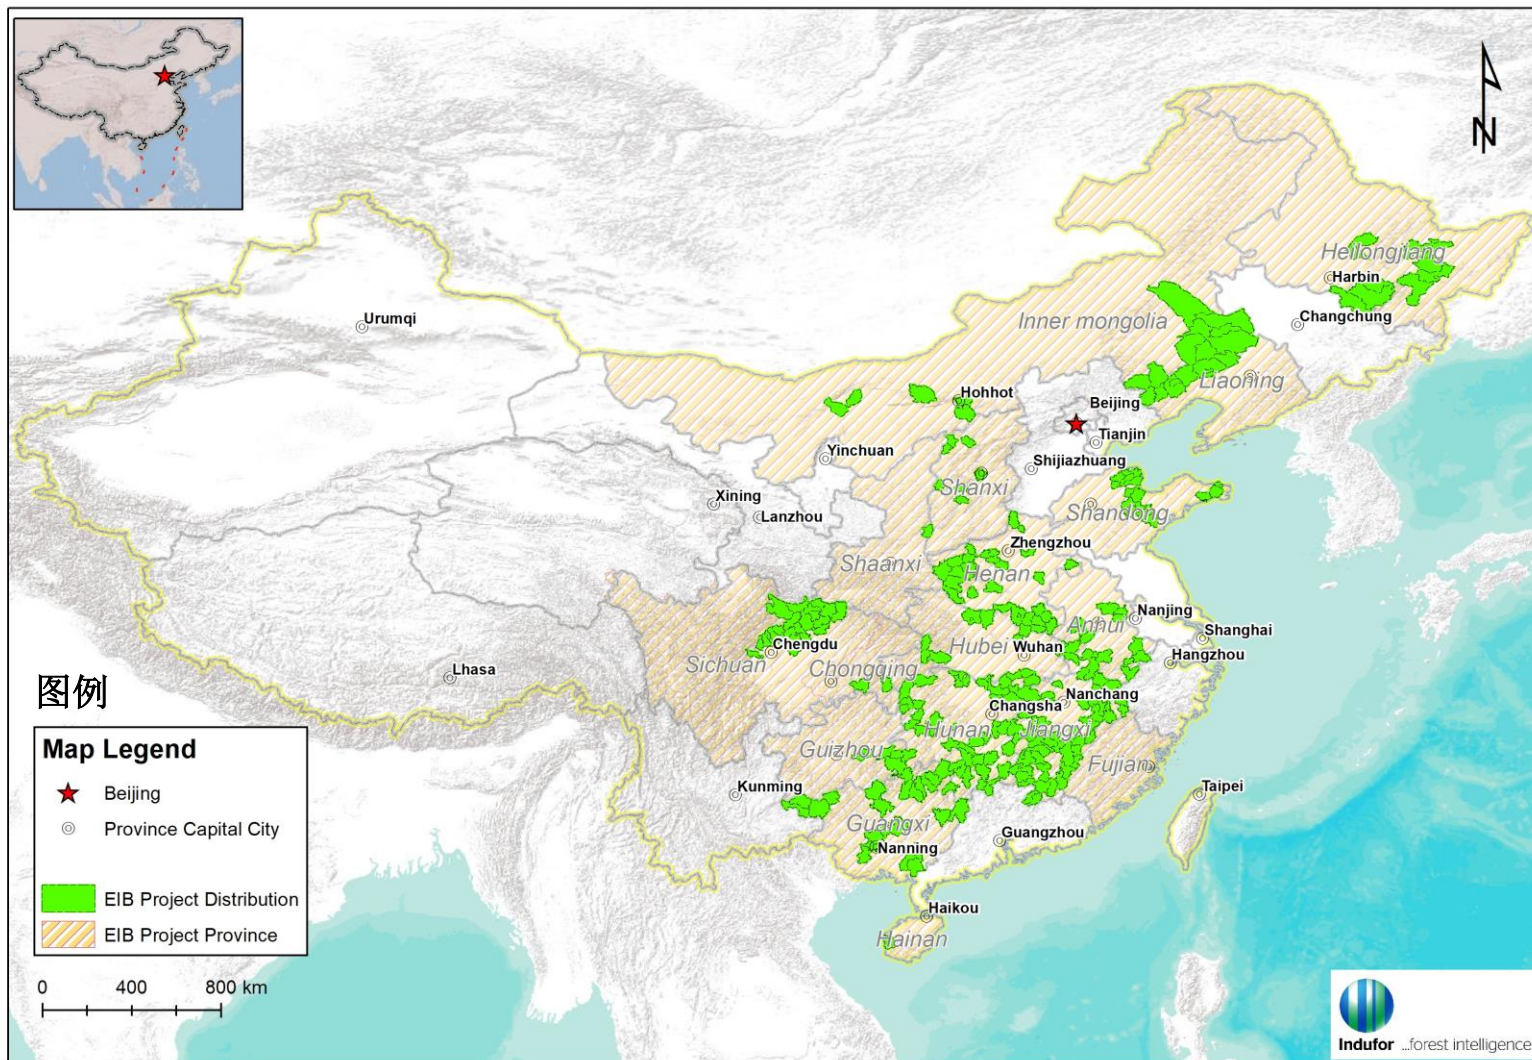 N
Heilongjiang
Harbin
Changchung
Urumqi
Inner mongolia
Liaoning
Hohhot
Beijing
Tianjin
Yinchuan
Shijiazhuang
Shanxi
Xining
Lanzhou
Shandong
Zhengzhou
Shaanxi
Henan
Nanjing
Anhui
Shanghai
Hubei
Wuhan
Chengdu
Hangzhou
Sichuan
Chongqing
Lhasa
Nanchang
Changsha
Hunan
Jiangxi
Guizhou
Fujian
Kunming
Taipei
Guangxi
Guangzhou
Nanning
Haikou
Hainan
图例
Map Legend
Beijing
Province Capital City
EIB Project Distribution
EIB Project Province
0 400 800 km
Indufor ...forest intelligence